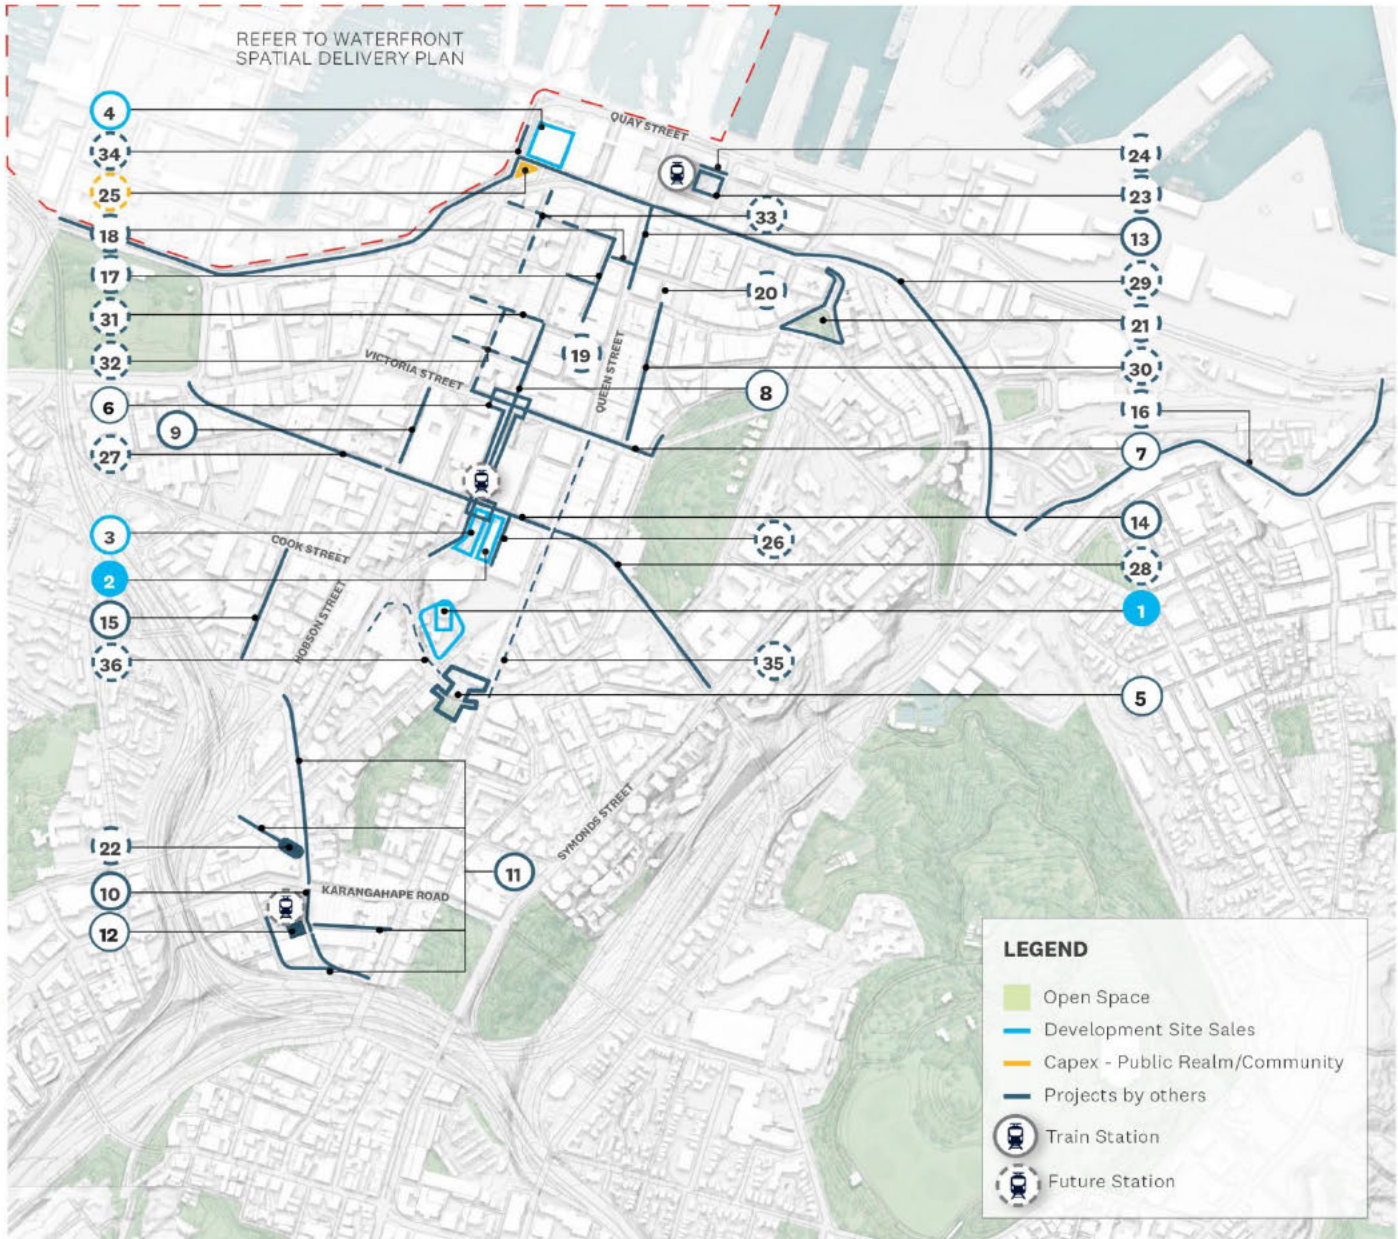 REFER TO WATERFRONT
SPATIAL DELIVERY PLAN
QUAY STREET
4
34
25
18
17
31
32
6
9
27
3
2
15
36
22
10
12
24
23
33
13
20
29
21
19
30
8
16
7
14
26
28
1
35
5
11
VICTORIA STREET
QUEEN STREET
COOK STREET
HOBSON STREET
SYMONDS STREET
KARANGAHAPE ROAD
LEGEND
Open Space
Development Site Sales
Capex - Public Realm/Community
Projects by others
Train Station
Future Station